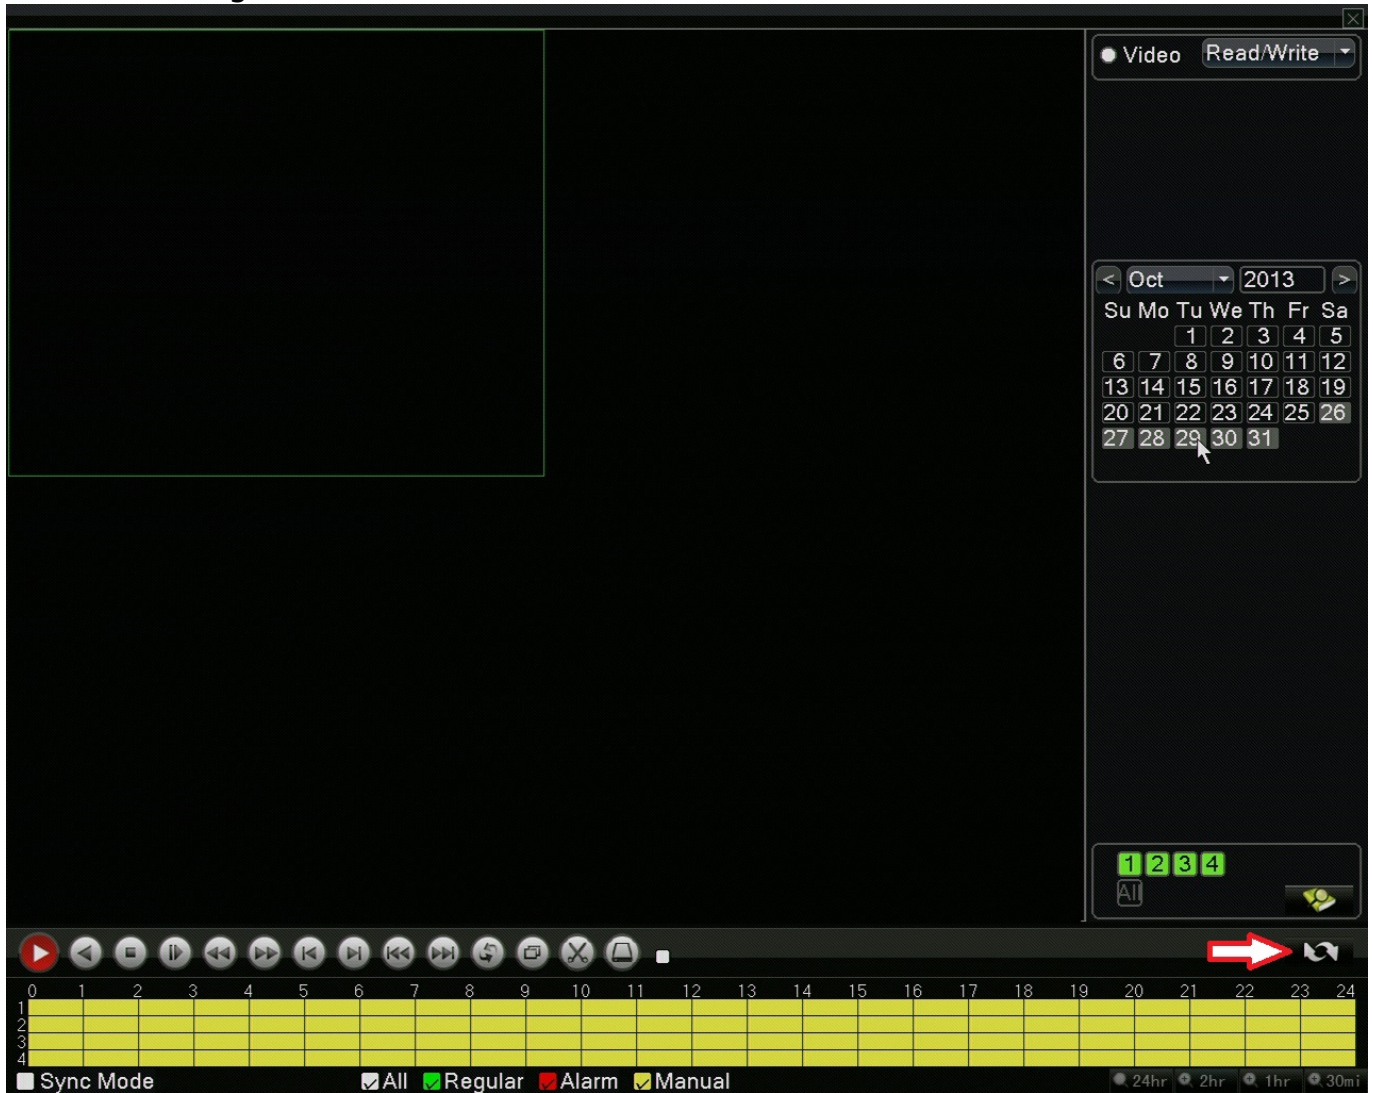 Video Read/Write
< Oct 2013 >
Su Mo Tu We Th Fr Sa
1 2 3 4 5
6 7 8 9 10 11 12
13 14 15 16 17 18 19
20 21 22 23 24 25 26
27 28 29 30 31
1 2 3 4
All
0 1 2 3 4 5 6 7 8 9 10 11 12 13 14 15 16 17 18 19 20 21 22 23 24
1
2
3
4
Sync Mode All Regular Alarm Manual 24hr 2hr 1hr 30mi